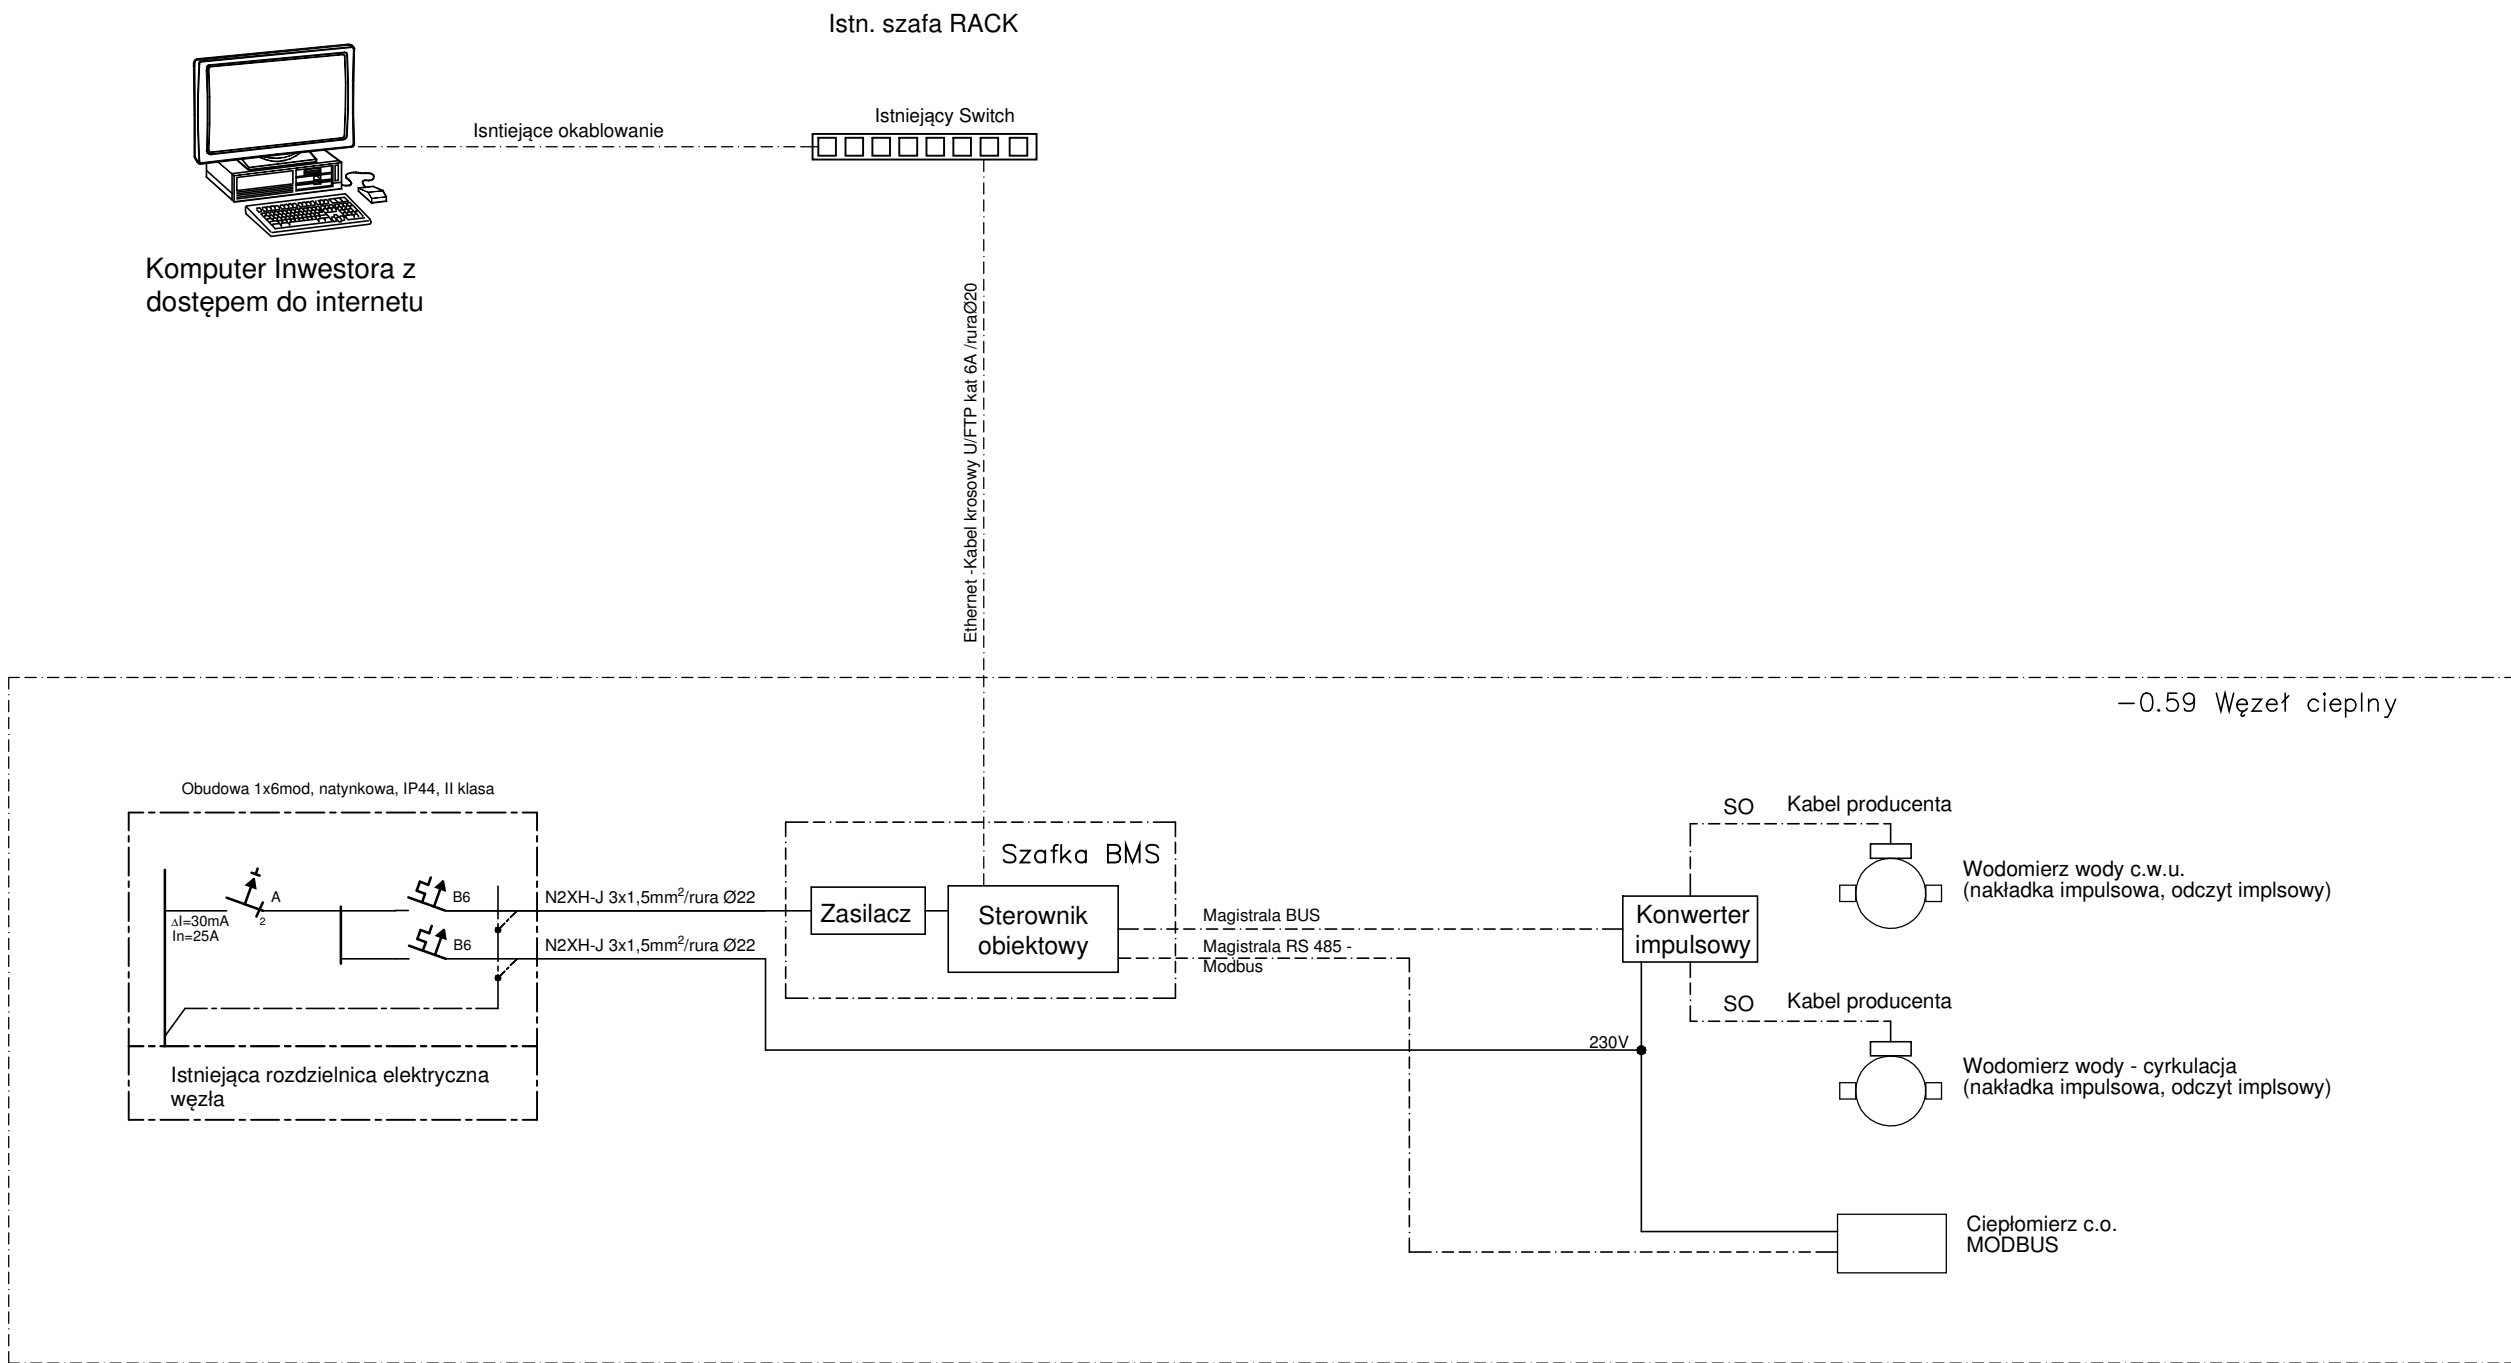 Istn. szafa RACK
Istniejący Switch
Isntiejące okablowanie
Komputer Inwestora z
dostępem do internetu
Ethernet -Kabel krosowy U/FTP kat 6A /ruraØ20
-0.59 Węzeł cieplny
Obudowa 1x6mod, natynkowa, IP44, II klasa
ΔI=30mA
In=25A
A
2
B6
B6
N2XH-J 3x1,5mm²/rura Ø22
N2XH-J 3x1,5mm²/rura Ø22
Istniejąca rozdzielnica elektryczna
węzła
Szafka BMS
Zasilacz
Sterownik
obiektowy
Magistrala BUS
Magistrala RS 485 -
Modbus
Konwerter
impulsowy
230V
SO Kabel producenta
Wodomierz wody c.w.u.
(nakładka impulsowa, odczyt implsowy)
SO Kabel producenta
Wodomierz wody - cyrkulacja
(nakładka impulsowa, odczyt implsowy)
Ciepłomierz c.o.
MODBUS